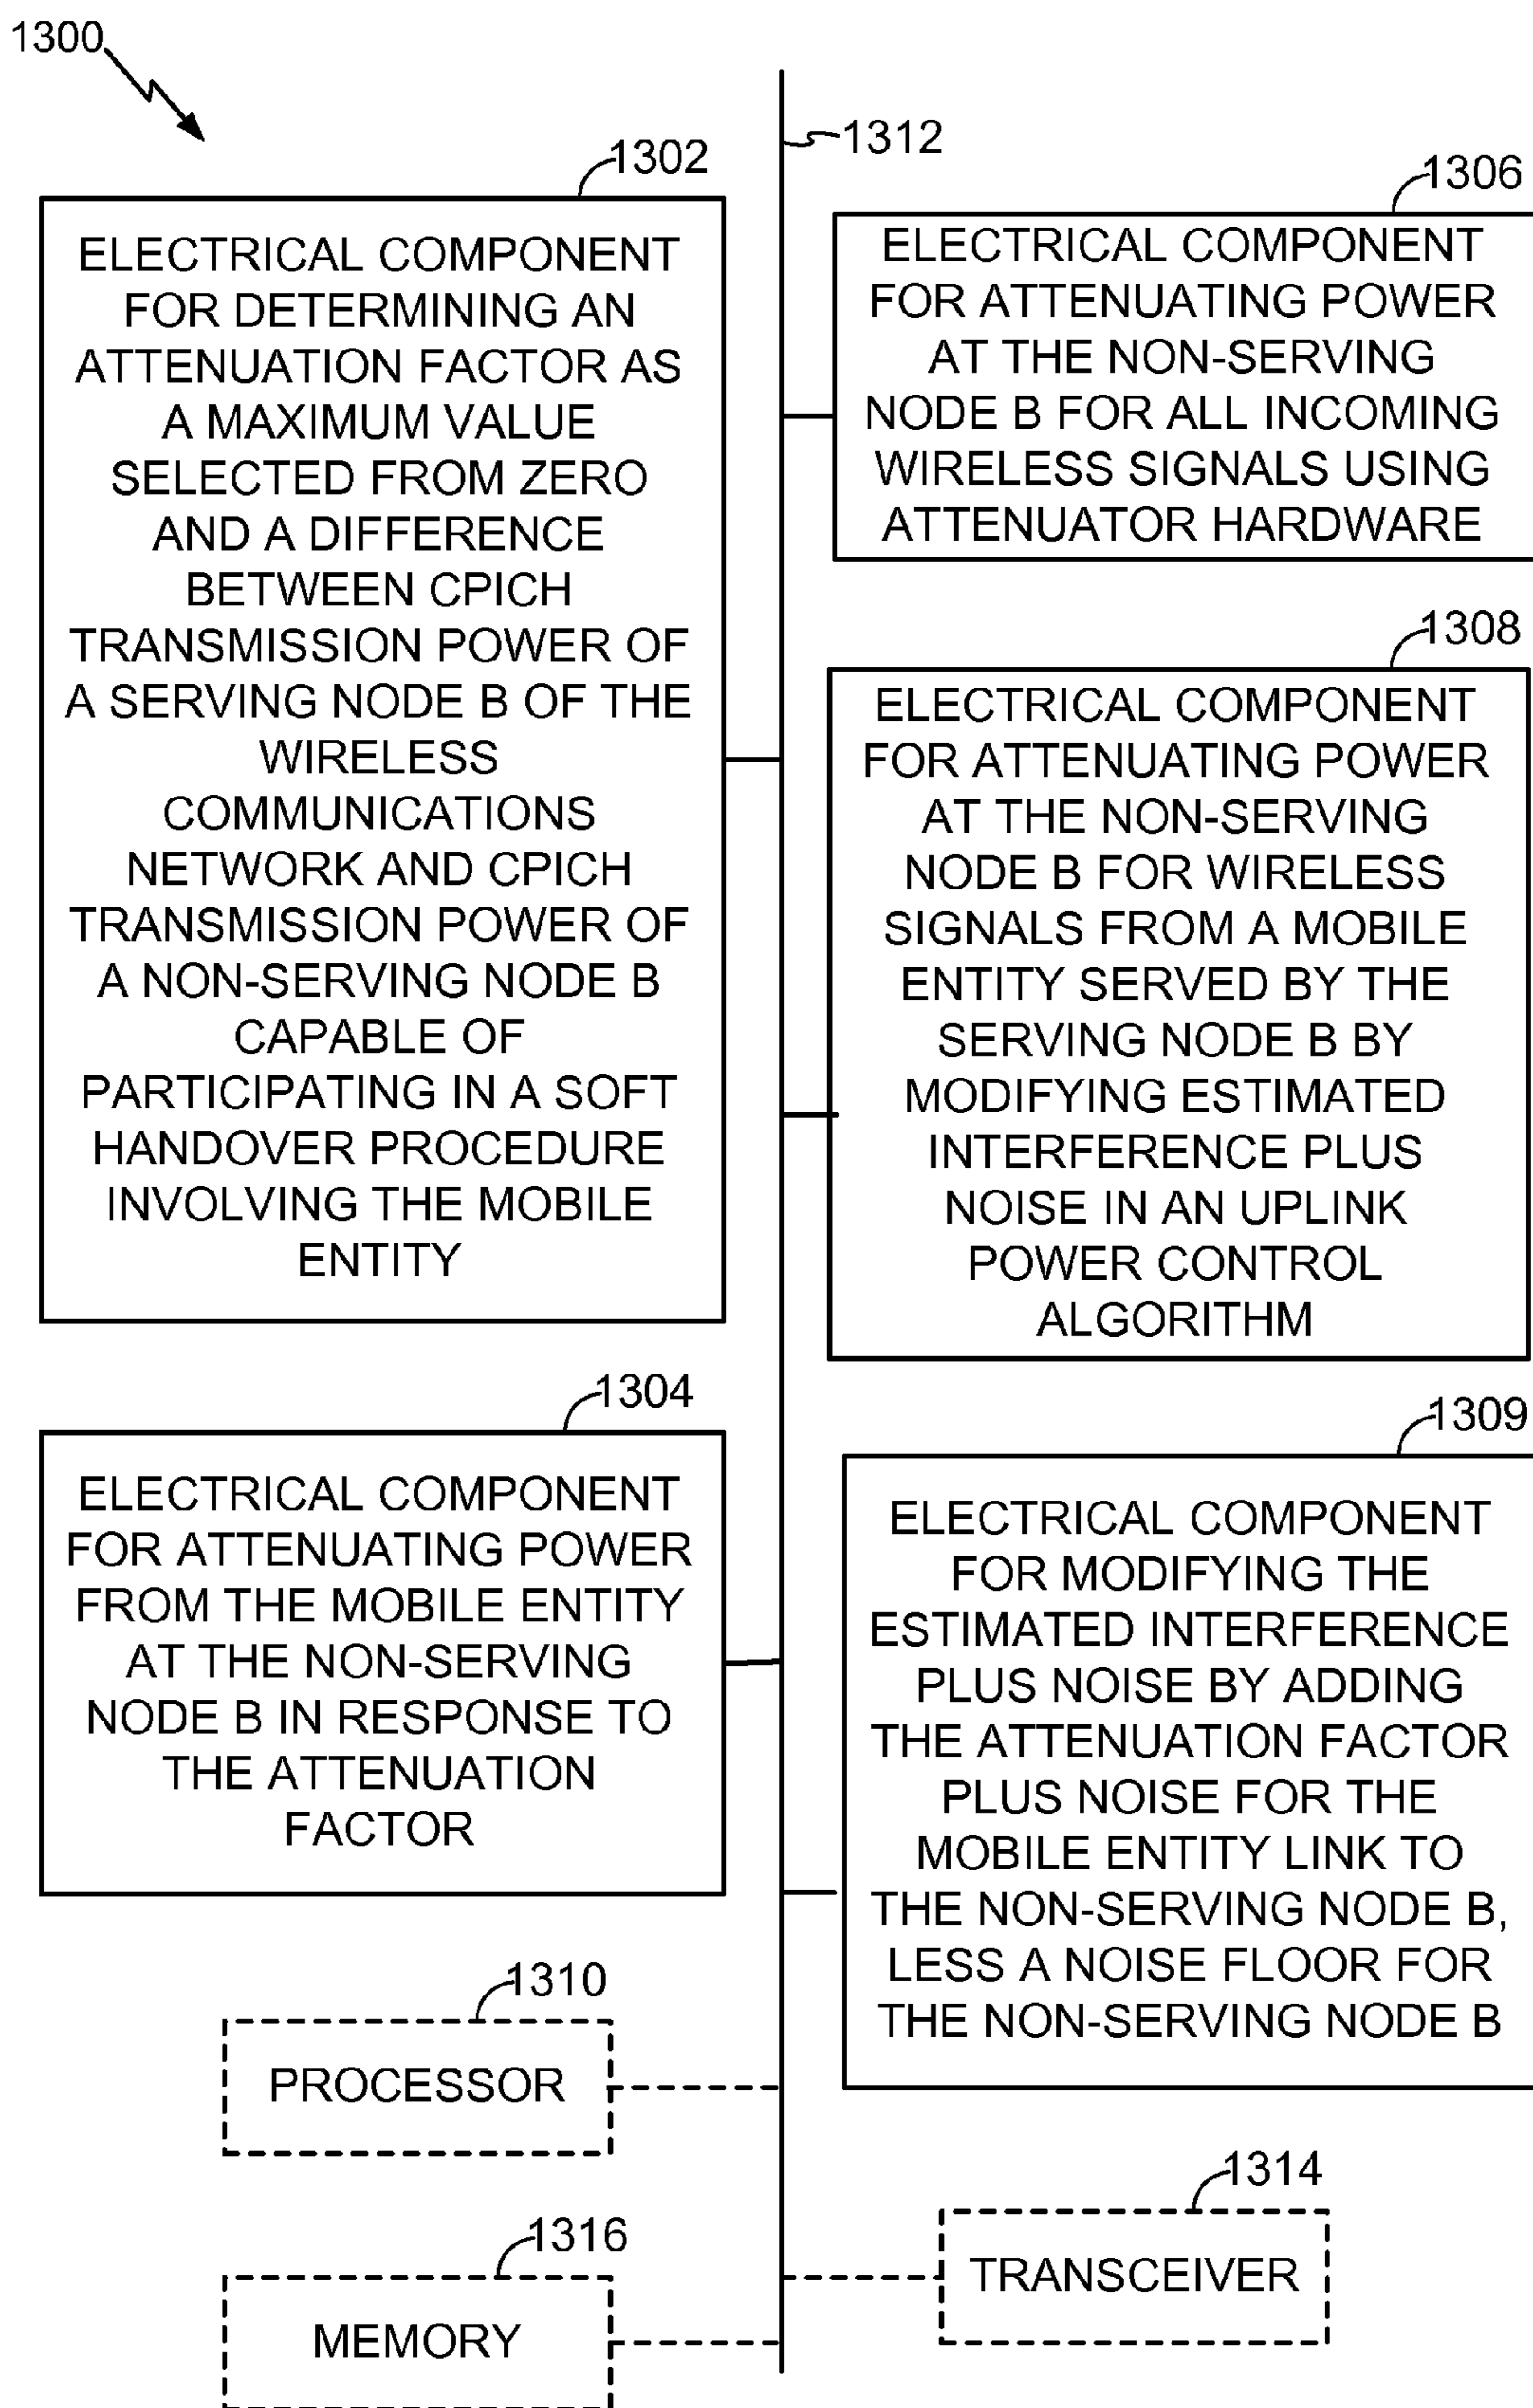 1300
1312
1302
ELECTRICAL COMPONENT
FOR DETERMINING AN
ATTENUATION FACTOR AS
A MAXIMUM VALUE
SELECTED FROM ZERO
AND A DIFFERENCE
BETWEEN CPICH
TRANSMISSION POWER OF
A SERVING NODE B OF THE
WIRELESS
COMMUNICATIONS
NETWORK AND CPICH
TRANSMISSION POWER OF
A NON-SERVING NODE B
CAPABLE OF
PARTICIPATING IN A SOFT
HANDOVER PROCEDURE
INVOLVING THE MOBILE
ENTITY
1304
ELECTRICAL COMPONENT
FOR ATTENUATING POWER
FROM THE MOBILE ENTITY
AT THE NON-SERVING
NODE B IN RESPONSE TO
THE ATTENUATION
FACTOR
1306
ELECTRICAL COMPONENT
FOR ATTENUATING POWER
AT THE NON-SERVING
NODE B FOR ALL INCOMING
WIRELESS SIGNALS USING
ATTENUATOR HARDWARE
1308
ELECTRICAL COMPONENT
FOR ATTENUATING POWER
AT THE NON-SERVING
NODE B FOR WIRELESS
SIGNALS FROM A MOBILE
ENTITY SERVED BY THE
SERVING NODE B BY
MODIFYING ESTIMATED
INTERFERENCE PLUS
NOISE IN AN UPLINK
POWER CONTROL
ALGORITHM
1309
ELECTRICAL COMPONENT
FOR MODIFYING THE
ESTIMATED INTERFERENCE
PLUS NOISE BY ADDING
THE ATTENUATION FACTOR
PLUS NOISE FOR THE
MOBILE ENTITY LINK TO
THE NON-SERVING NODE B,
LESS A NOISE FLOOR FOR
THE NON-SERVING NODE B
1310
PROCESSOR
1314
TRANSCEIVER
1316
MEMORY